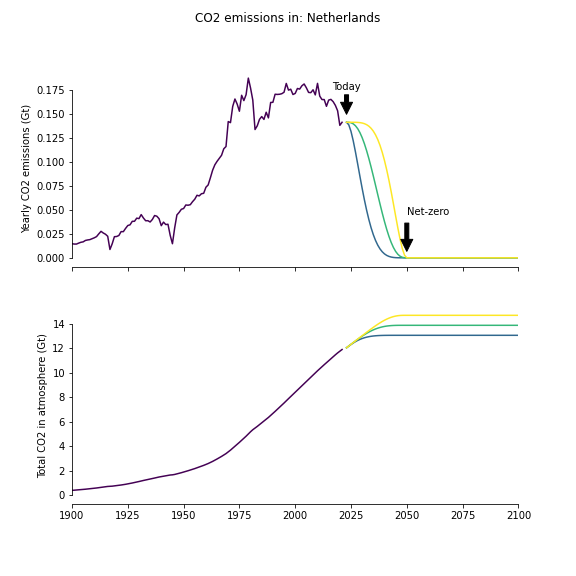 CO2 emissions in: Netherlands
Yearly CO2 emissions (Gt)
0.175
0.150
0.125
0.100
0.075
0.050
0.025
0.000
Today
Net-zero
Total CO2 in atmosphere (Gt)
14
12
10
8
6
4
2
0
1900 1925 1950 1975 2000 2025 2050 2075 2100